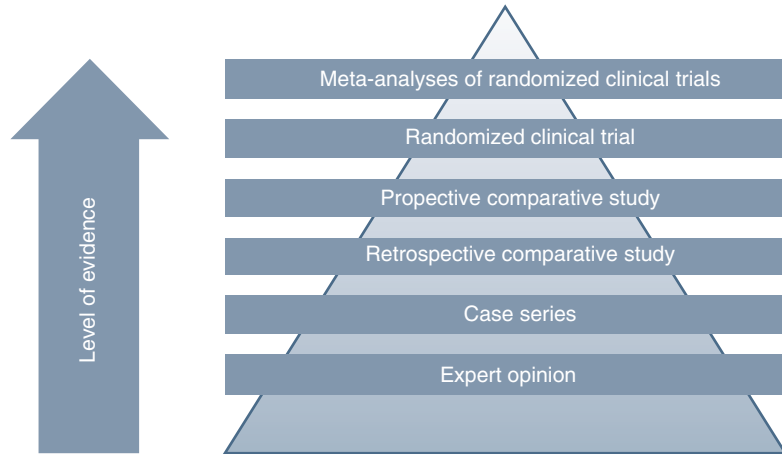 Meta-analyses of randomized clinical trials
Randomized clinical trial
Propective comparative study
Retrospective comparative study
Case series
Expert opinion
Level of evidence